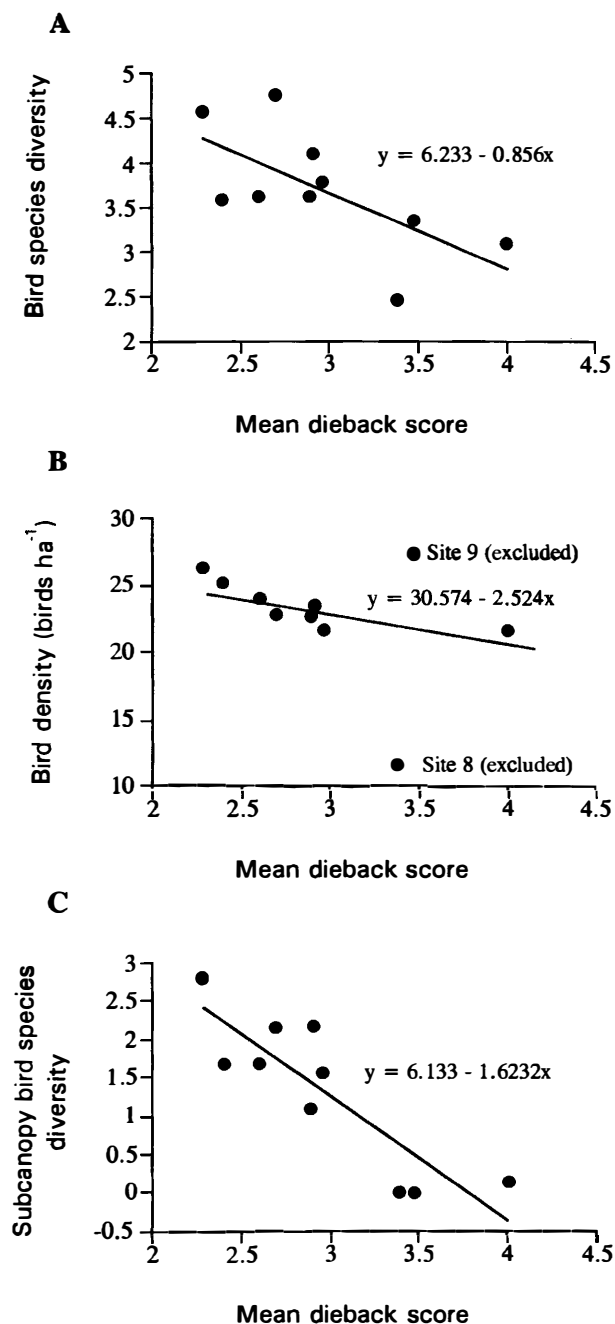 A
Bird species diversity
5
4.5
4
3.5
3
2.5
2
y = 6.233 - 0.856x
2 2.5 3 3.5 4 4.5
Mean dieback score
B
Bird density (birds ha⁻¹)
30
25
20
15
10
Site 9 (excluded)
y = 30.574 - 2.524x
Site 8 (excluded)
2 2.5 3 3.5 4 4.5
Mean dieback score
C
Subcanopy bird species
diversity
3
2.5
2
1.5
1
0.5
0
-0.5
y = 6.133 - 1.6232x
2 2.5 3 3.5 4 4.5
Mean dieback score